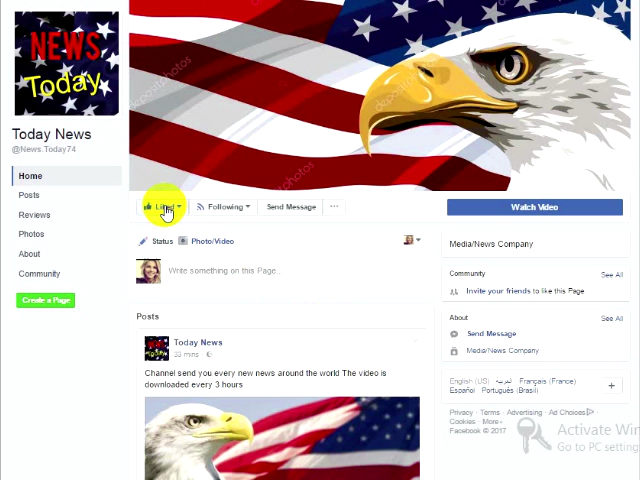 NEWS
Today
Today News
@News.Today74
Home
Posts
Reviews
Photos
About
Community
Create a Page
depositphotos
depositphotos
depositphotos
Liked
Following
Send Message
Watch Video
Status
Photo/Video
Write something on this Page..
Posts
Today News
33 mins
Channel send you every new news around the world The video is
downloaded every 3 hours
Media/News Company
Community
See All
Invite your friends to like this Page
About
See All
Send Message
Media/News Company
English (US) · العربية · Français (France) ·
Español · Português (Brasil)
Privacy · Terms · Advertising · Ad Choices ·
Cookies · More
Facebook © 2017
Activate Win
Go to PC setting